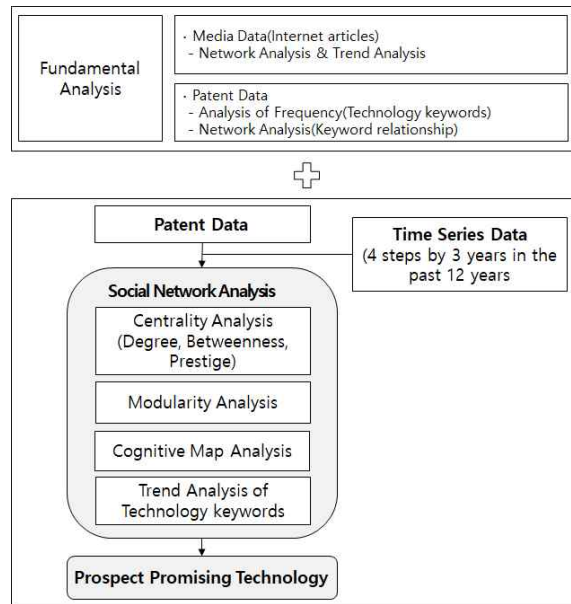 Fundamental
Analysis
· Media Data(Internet articles)
- Network Analysis & Trend Analysis
· Patent Data
- Analysis of Frequency(Technology keywords)
- Network Analysis(Keyword relationship)
Patent Data
Time Series Data
(4 steps by 3 years in the
past 12 years
Social Network Analysis
Centrality Analysis
(Degree, Betweenness,
Prestige)
Modularity Analysis
Cognitive Map Analysis
Trend Analysis of
Technology keywords
Prospect Promising Technology